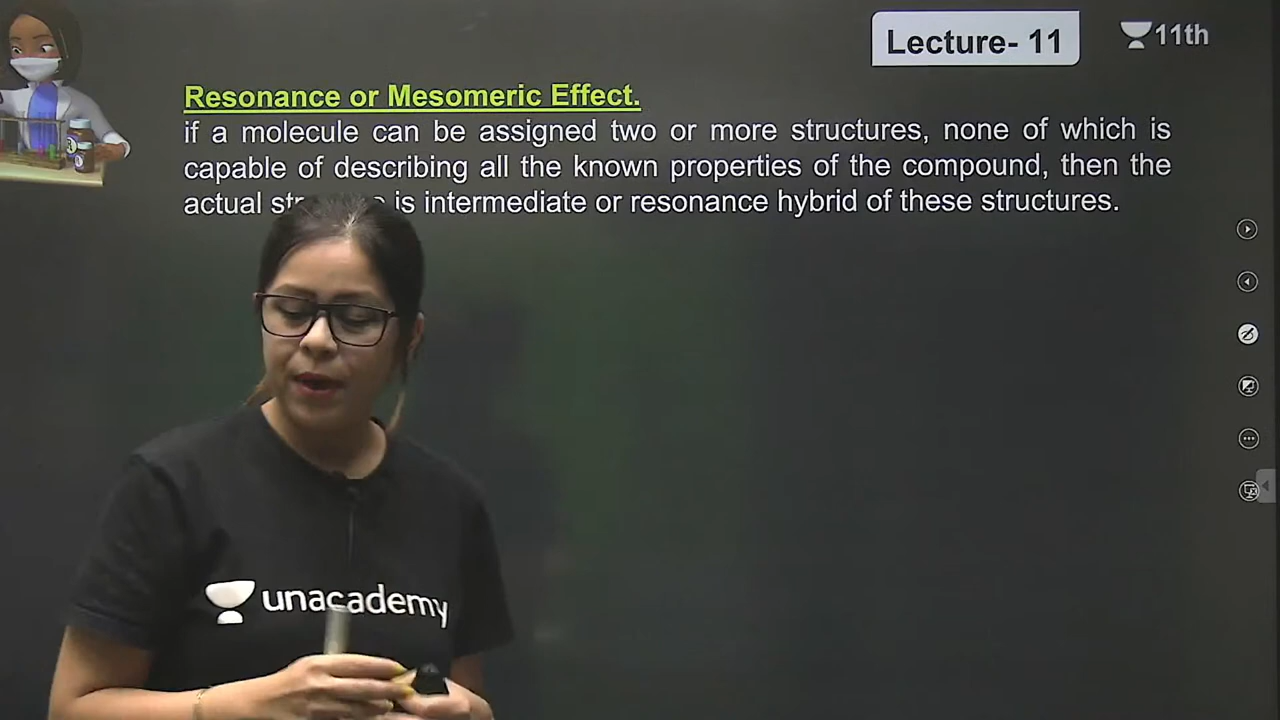 Lecture- 11
11th
Resonance or Mesomeric Effect.
if a molecule can be assigned two or more structures, none of which is
capable of describing all the known properties of the compound, then the
actual is intermediate or resonance hybrid of these structures.
unacademy